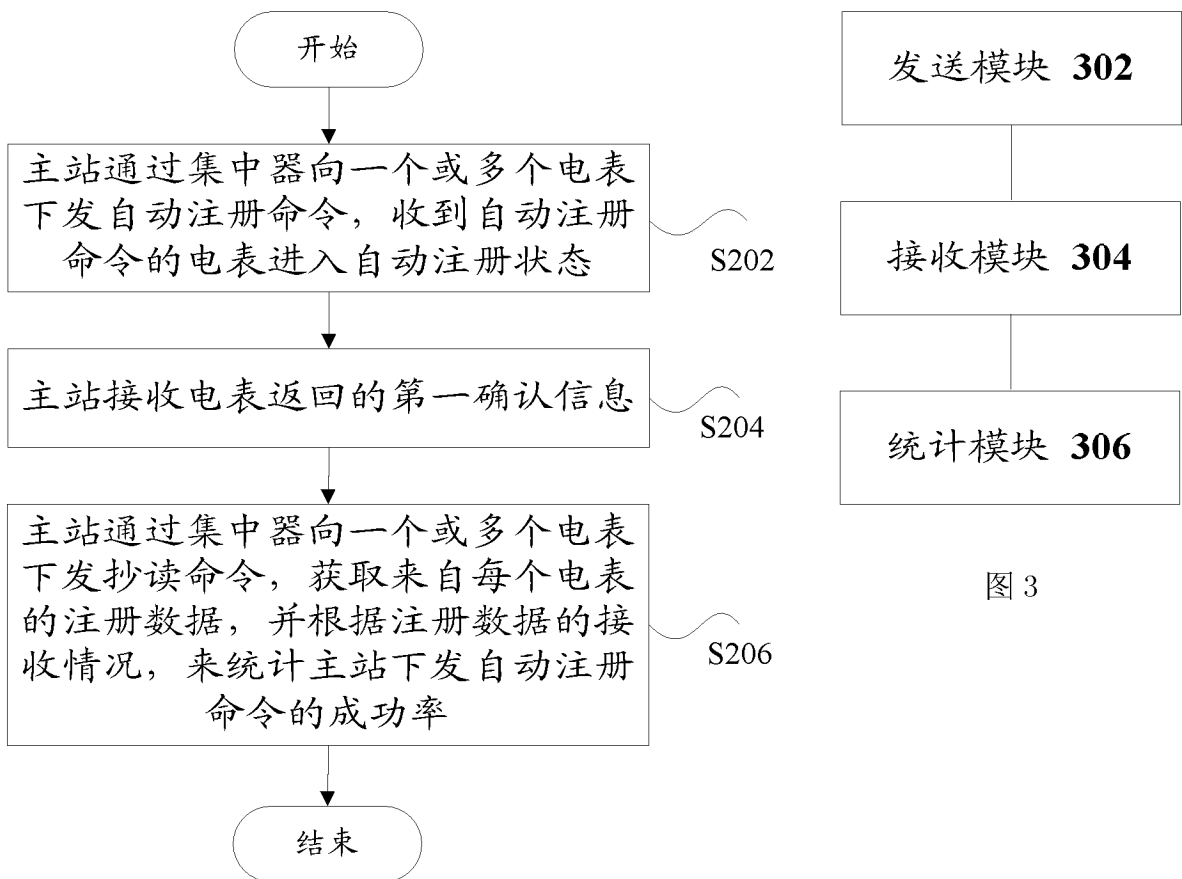 开始
主站通过集中器向一个或多个电表
下发自动注册命令，收到自动注册
命令的电表进入自动注册状态
S202
主站接收电表返回的第一确认信息
S204
主站通过集中器向一个或多个电表
下发抄读命令，获取来自每个电表
的注册数据，并根据注册数据的接
收情况，来统计主站下发自动注册
命令的成功率
S206
结束
发送模块 302
接收模块 304
统计模块 306
图 3